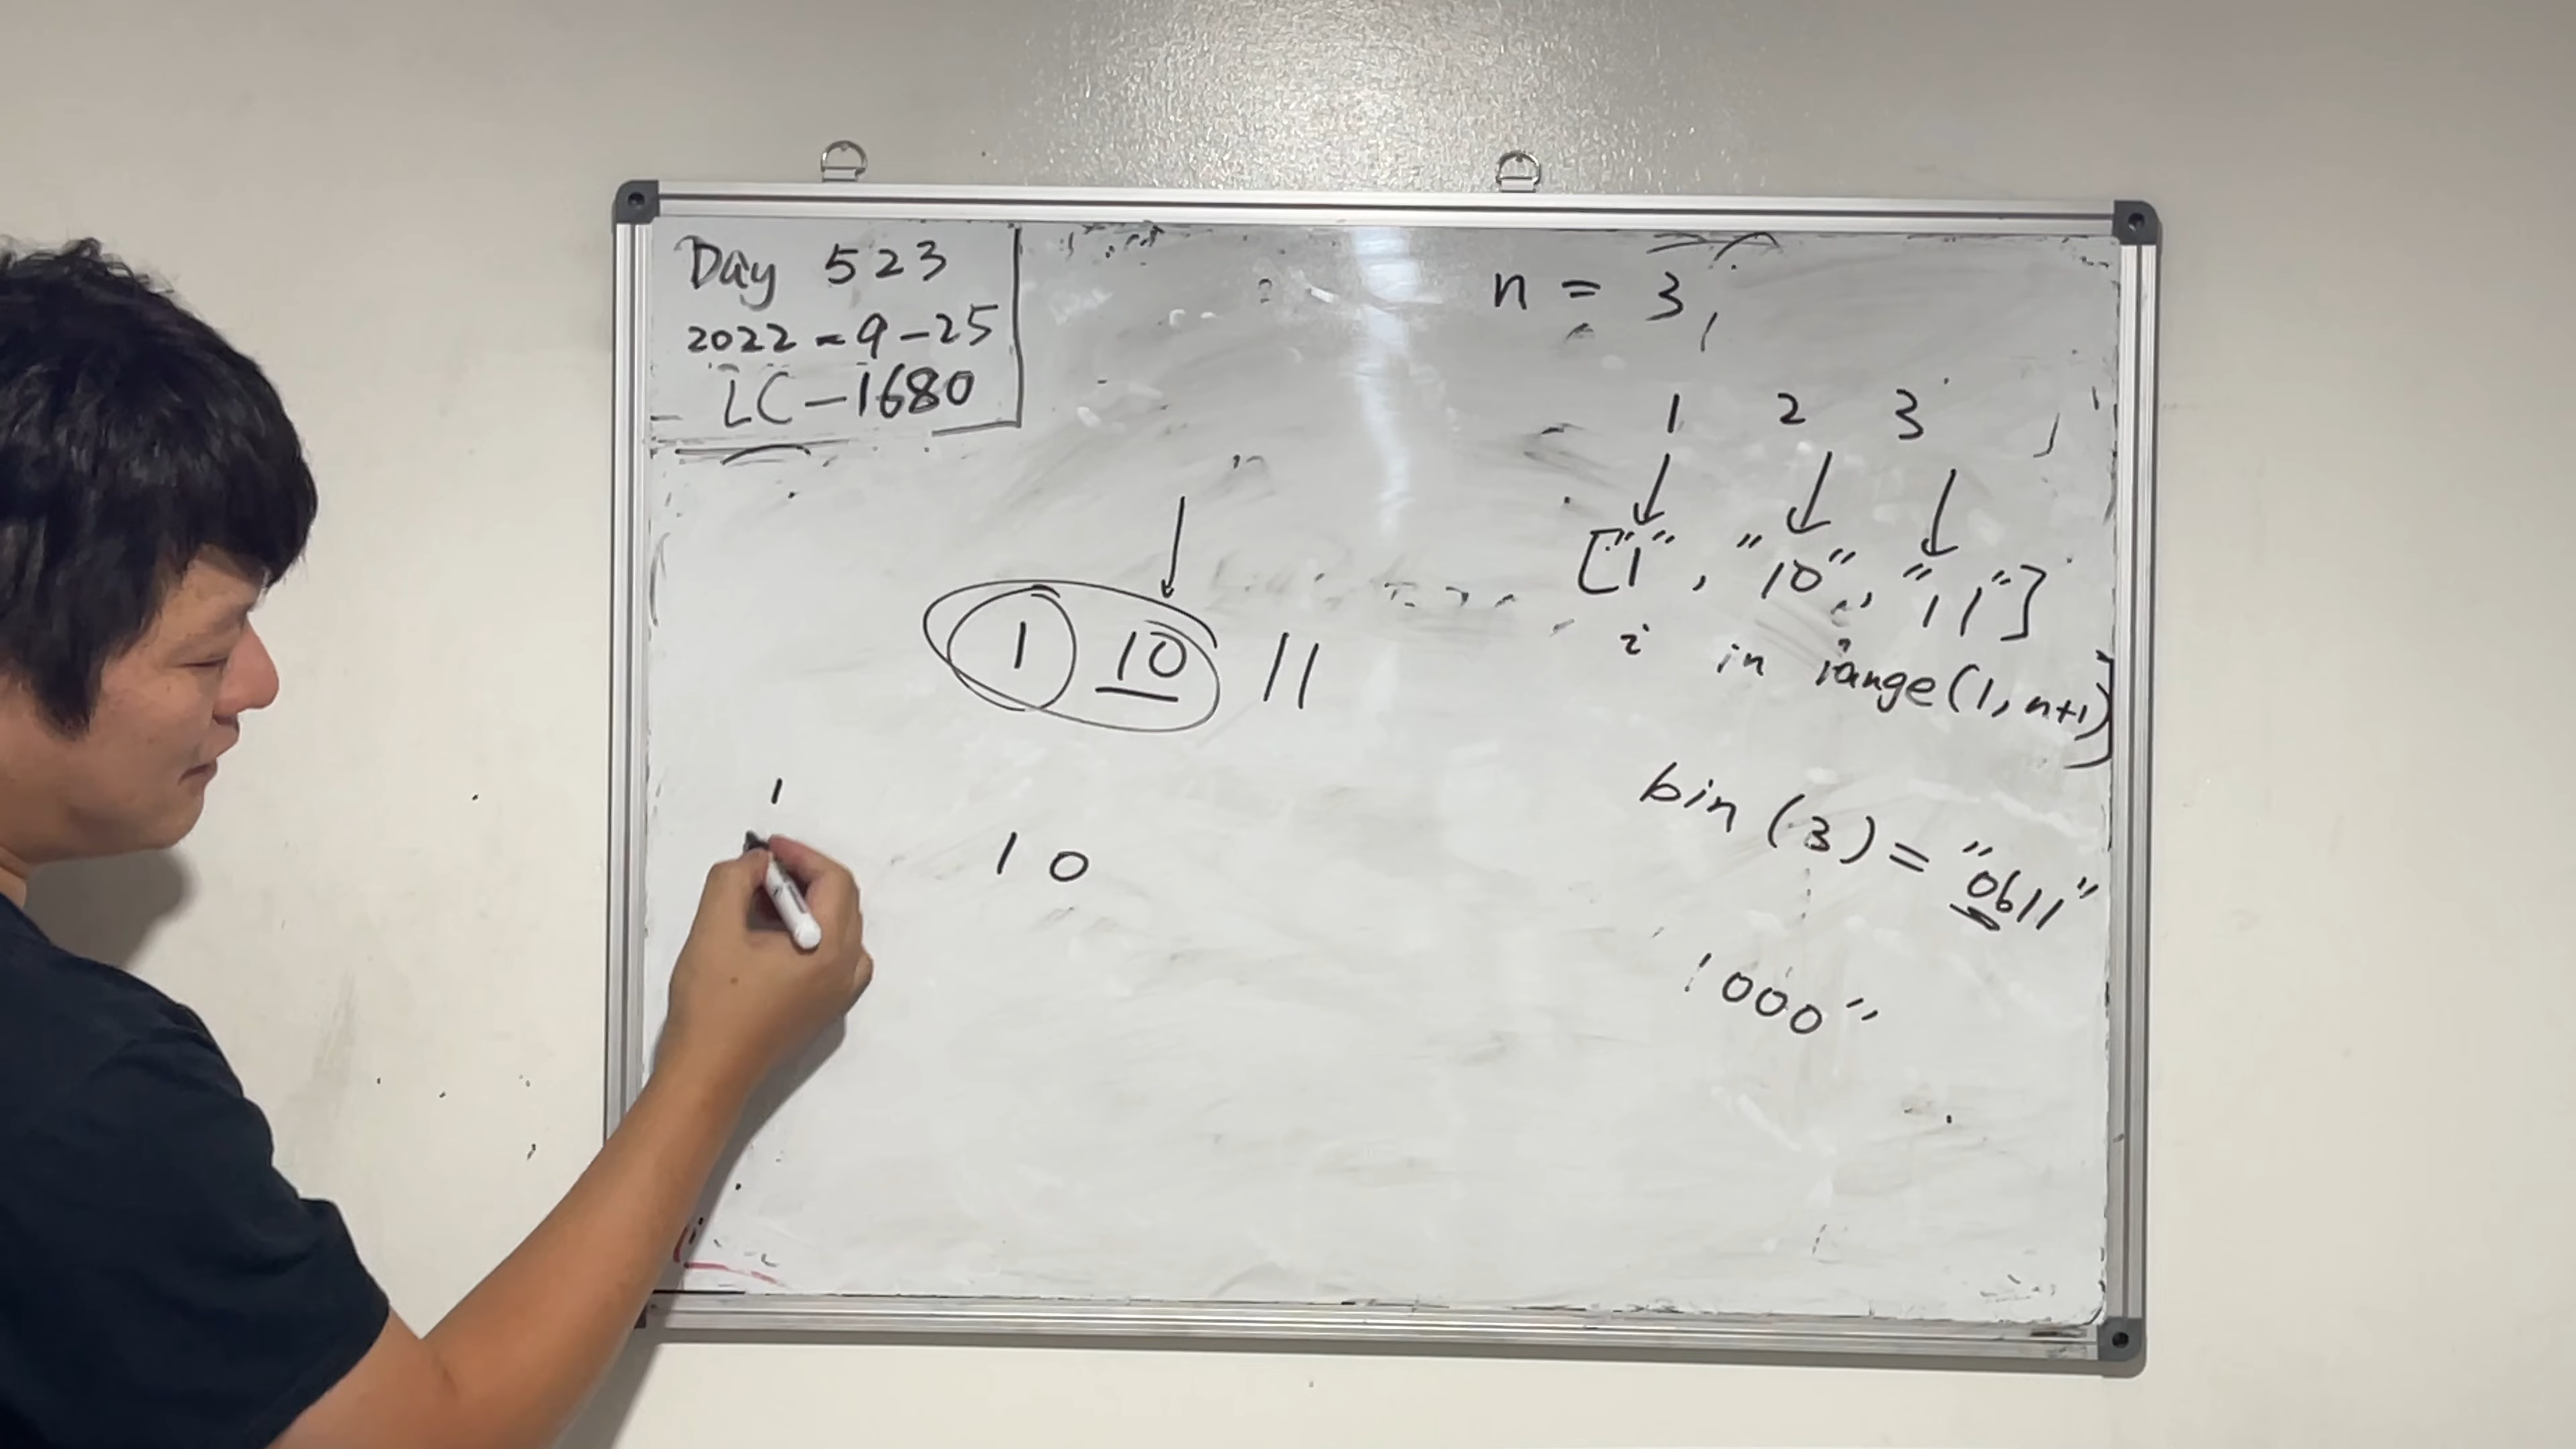 Day 523
2022-9-25
LC-1680
n = 3,
1 2 3
["1", "10", "11"]
i in range(1, n+1)
1 10 11
1
10
bin (3) = "0b11"
1000"